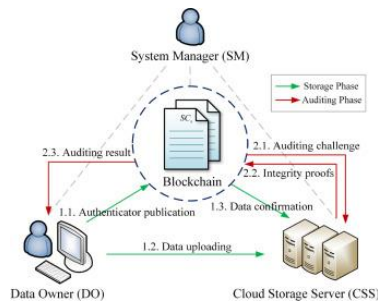 System Manager (SM)
Storage Phase
Auditing Phase
SC
2.3. Auditing result
2.1. Auditing challenge
2.2. Integrity proofs
Blockchain
1.1. Authenticator publication
1.3. Data confirmation
1.2. Data uploading
Data Owner (DO)
Cloud Storage Server (CSS)